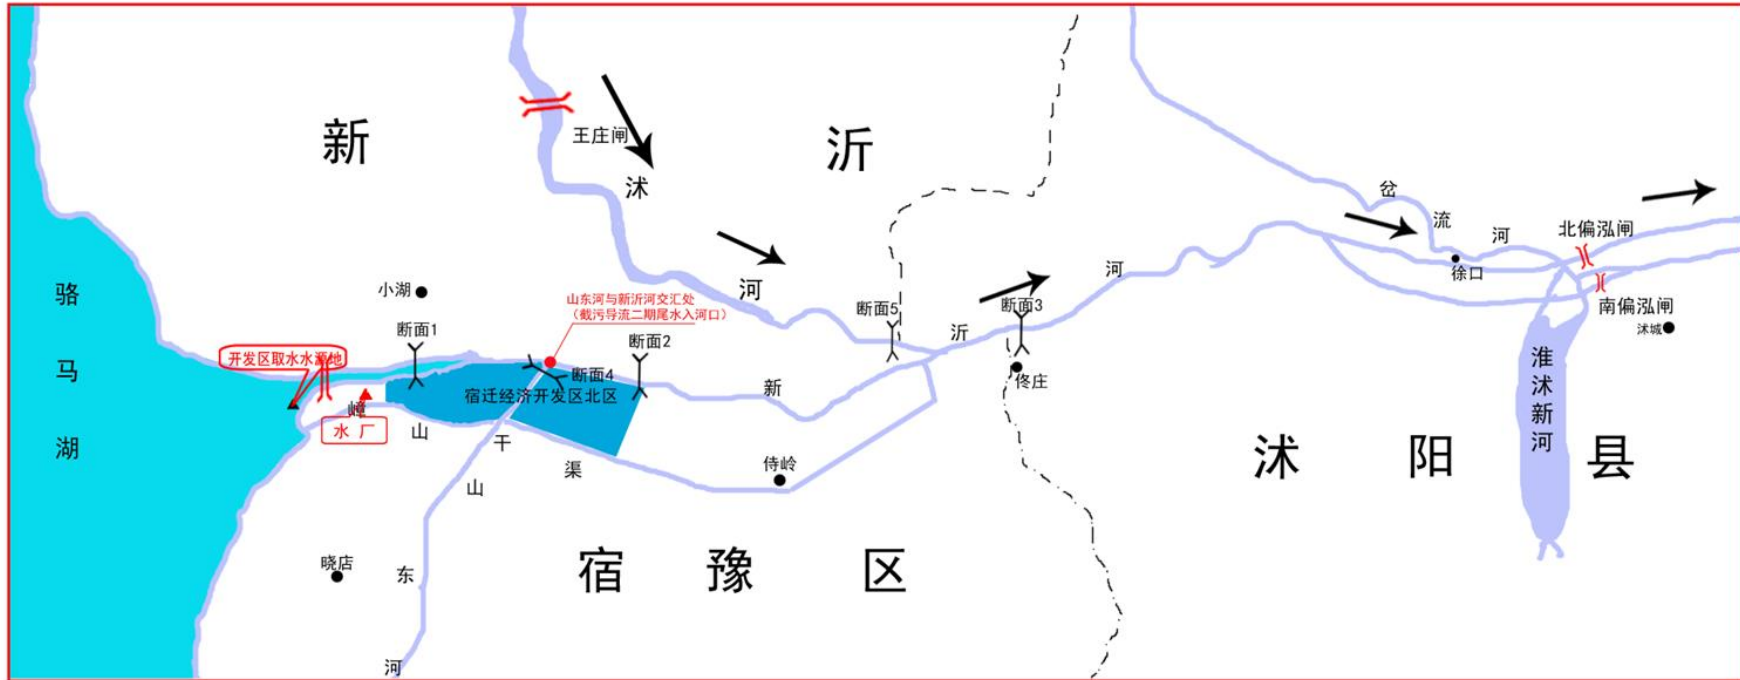 新 沂
王庄闸
沭
河
岔
流
河
北偏泓闸
徐口
南偏泓闸
沭城
骆
马
湖
小湖
山东河与新沂河交汇处
(截污导流二期尾水入河口)
断面1
断面2
断面5
断面3
沂
河
开发区取水水源地
断面4
宿迁经济开发区北区
新
水 厂
嶂
山
干
渠
侍岭
淮
沭
新
河
沭 阳 县
山
东
河
晓店
佟庄
宿 豫 区